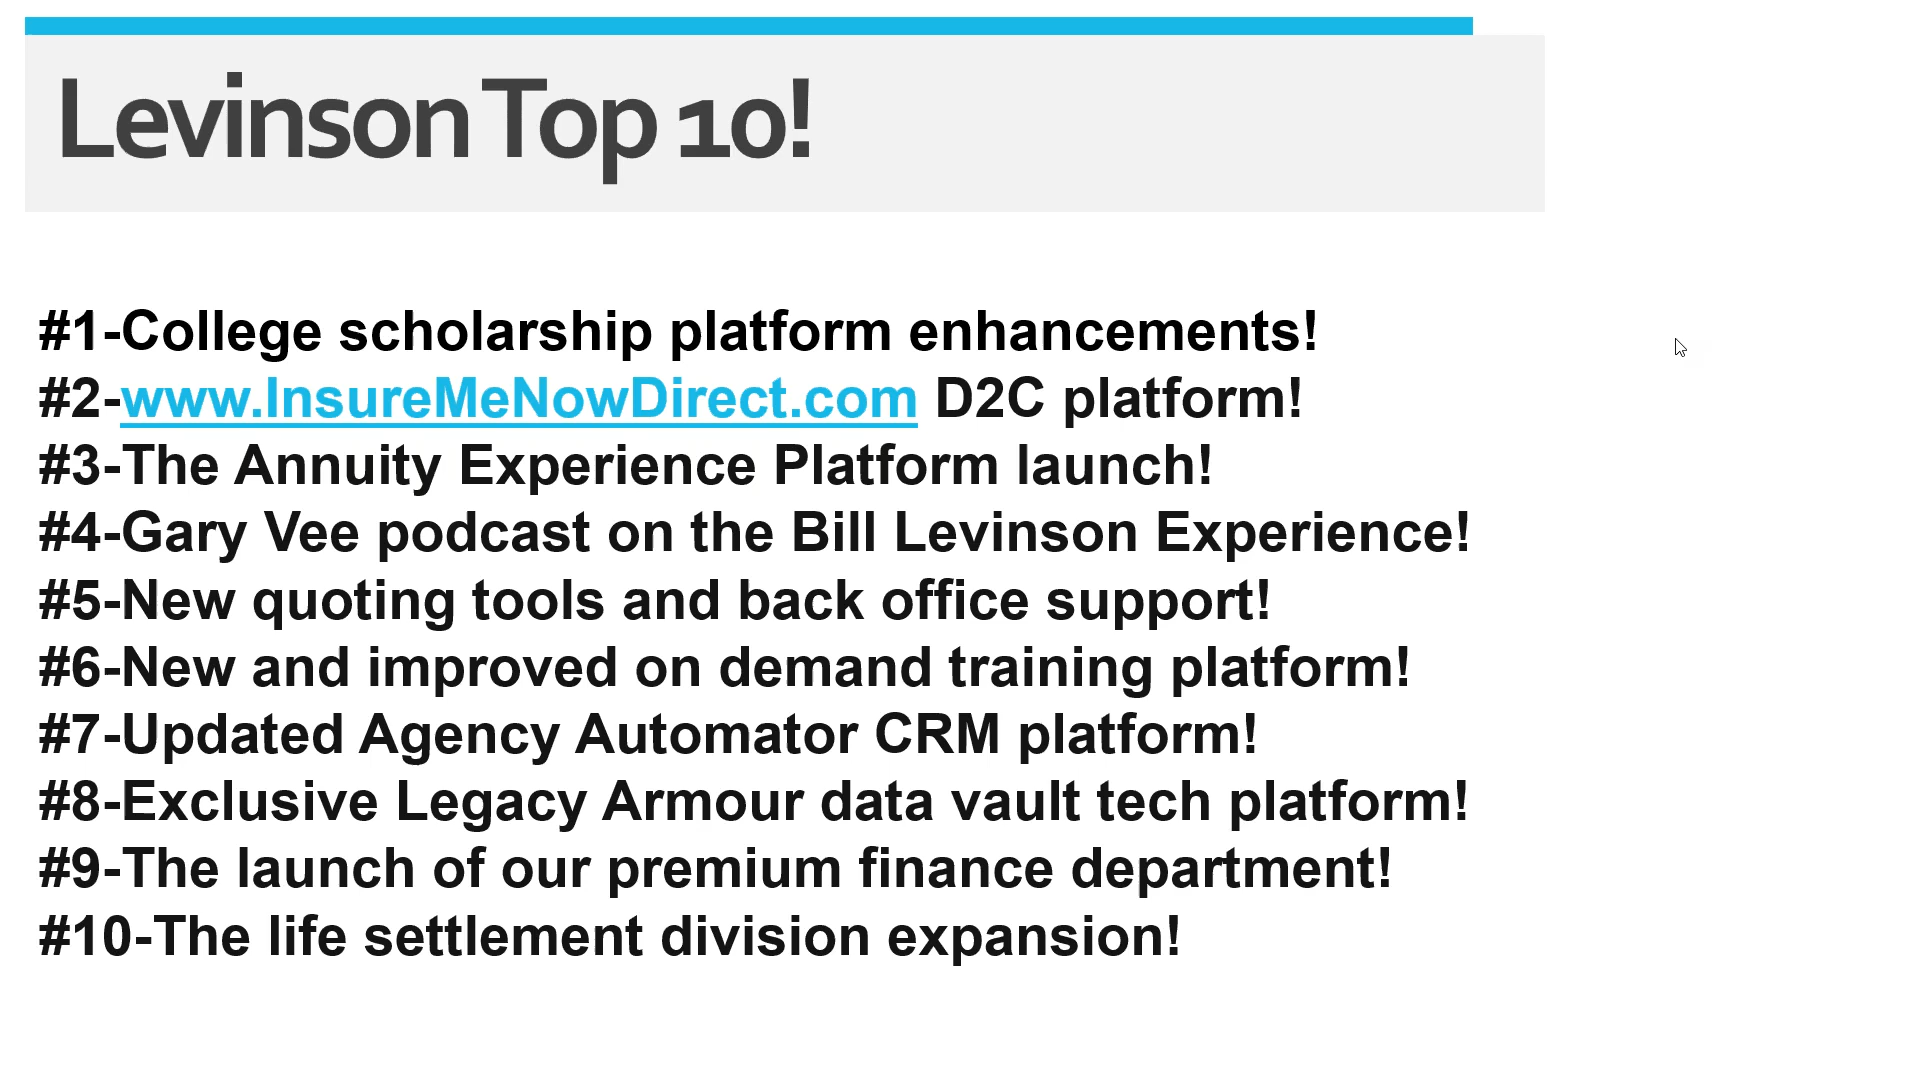 Levinson Top 10!
#1-College scholarship platform enhancements!
#2-www.InsureMeNowDirect.com D2C platform!
#3-The Annuity Experience Platform launch!
#4-Gary Vee podcast on the Bill Levinson Experience!
#5-New quoting tools and back office support!
#6-New and improved on demand training platform!
#7-Updated Agency Automator CRM platform!
#8-Exclusive Legacy Armour data vault tech platform!
#9-The launch of our premium finance department!
#10-The life settlement division expansion!